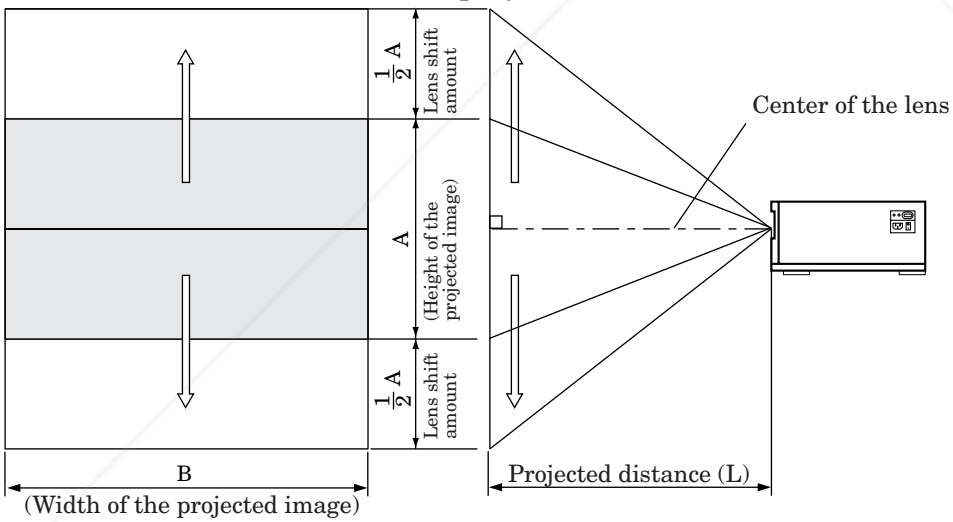 1/2 A
Lens shift
amount
A
(Height of the
projected image)
1/2 A
Lens shift
amount
B
(Width of the projected image)
Center of the lens
Projected distance (L)